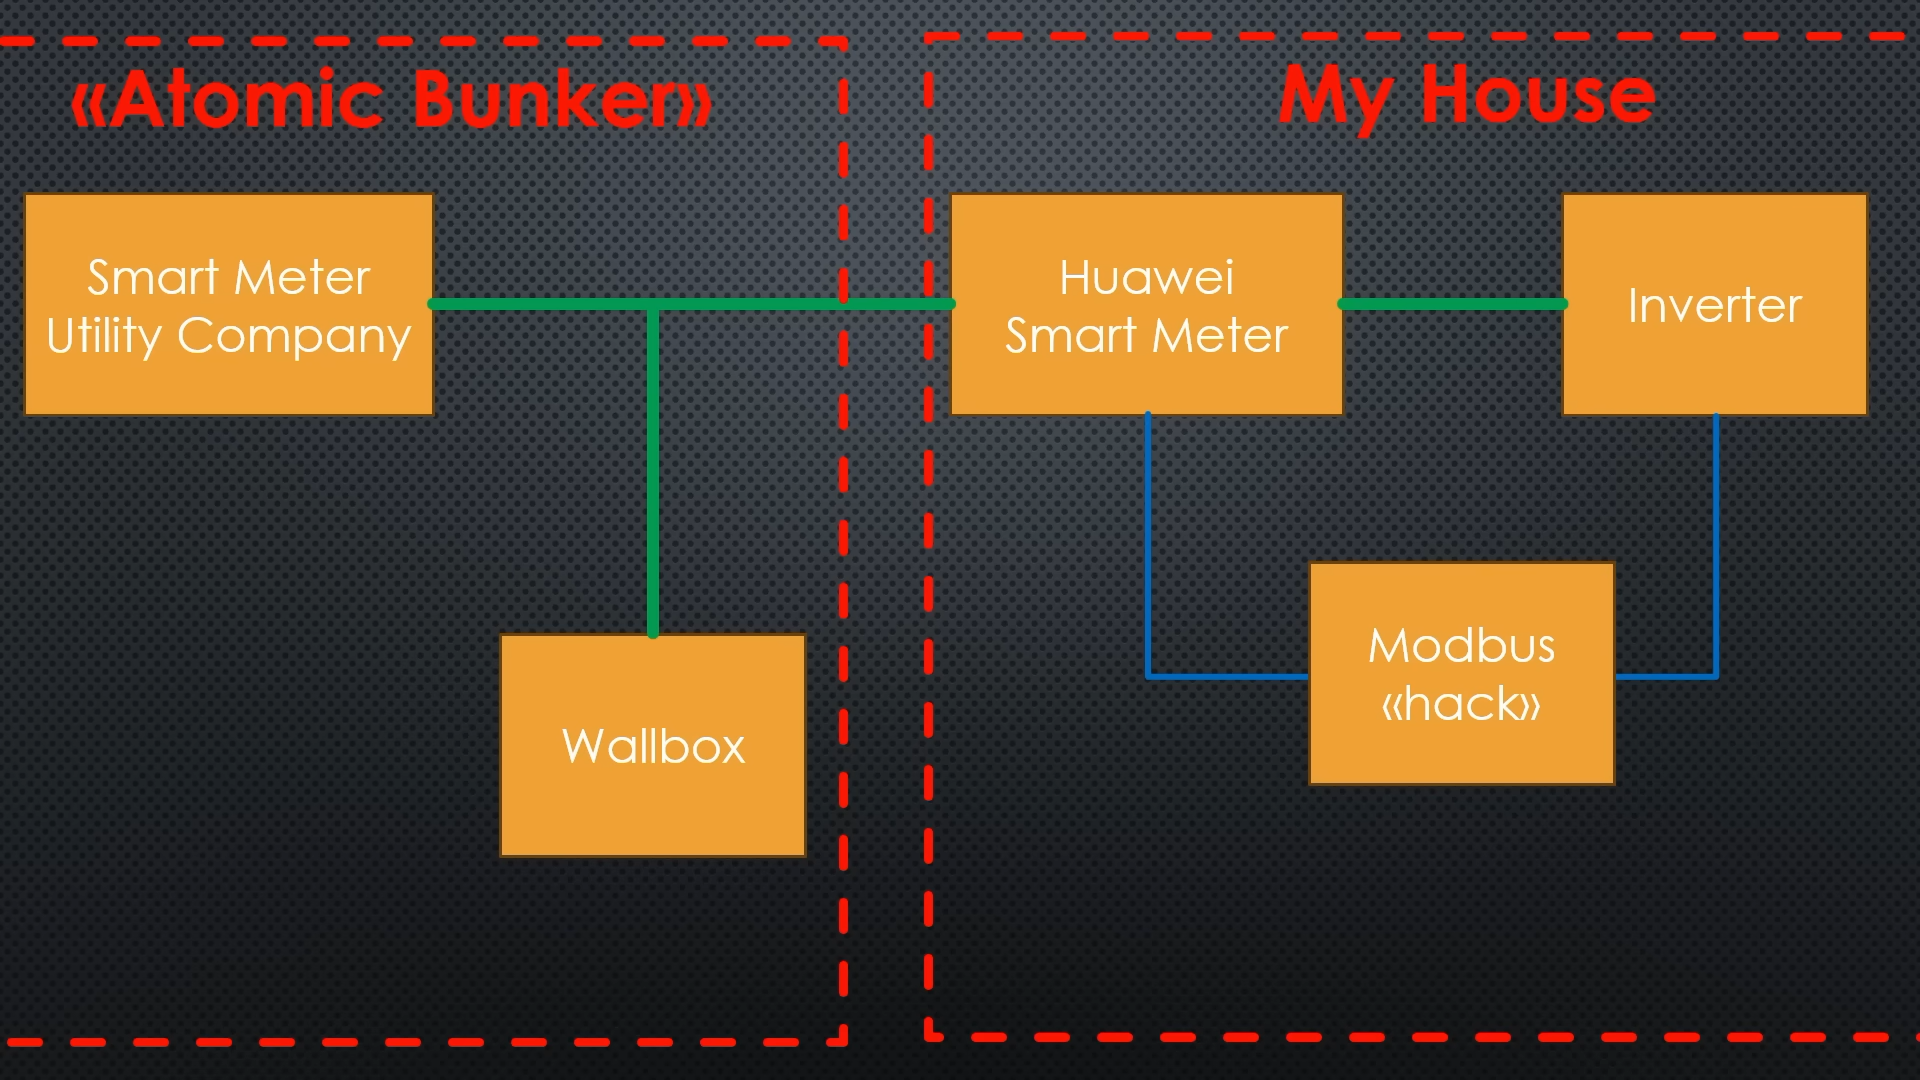 «Atomic Bunker»
My House
Smart Meter
Utility Company
Huawei
Smart Meter
Inverter
Modbus
«hack»
Wallbox